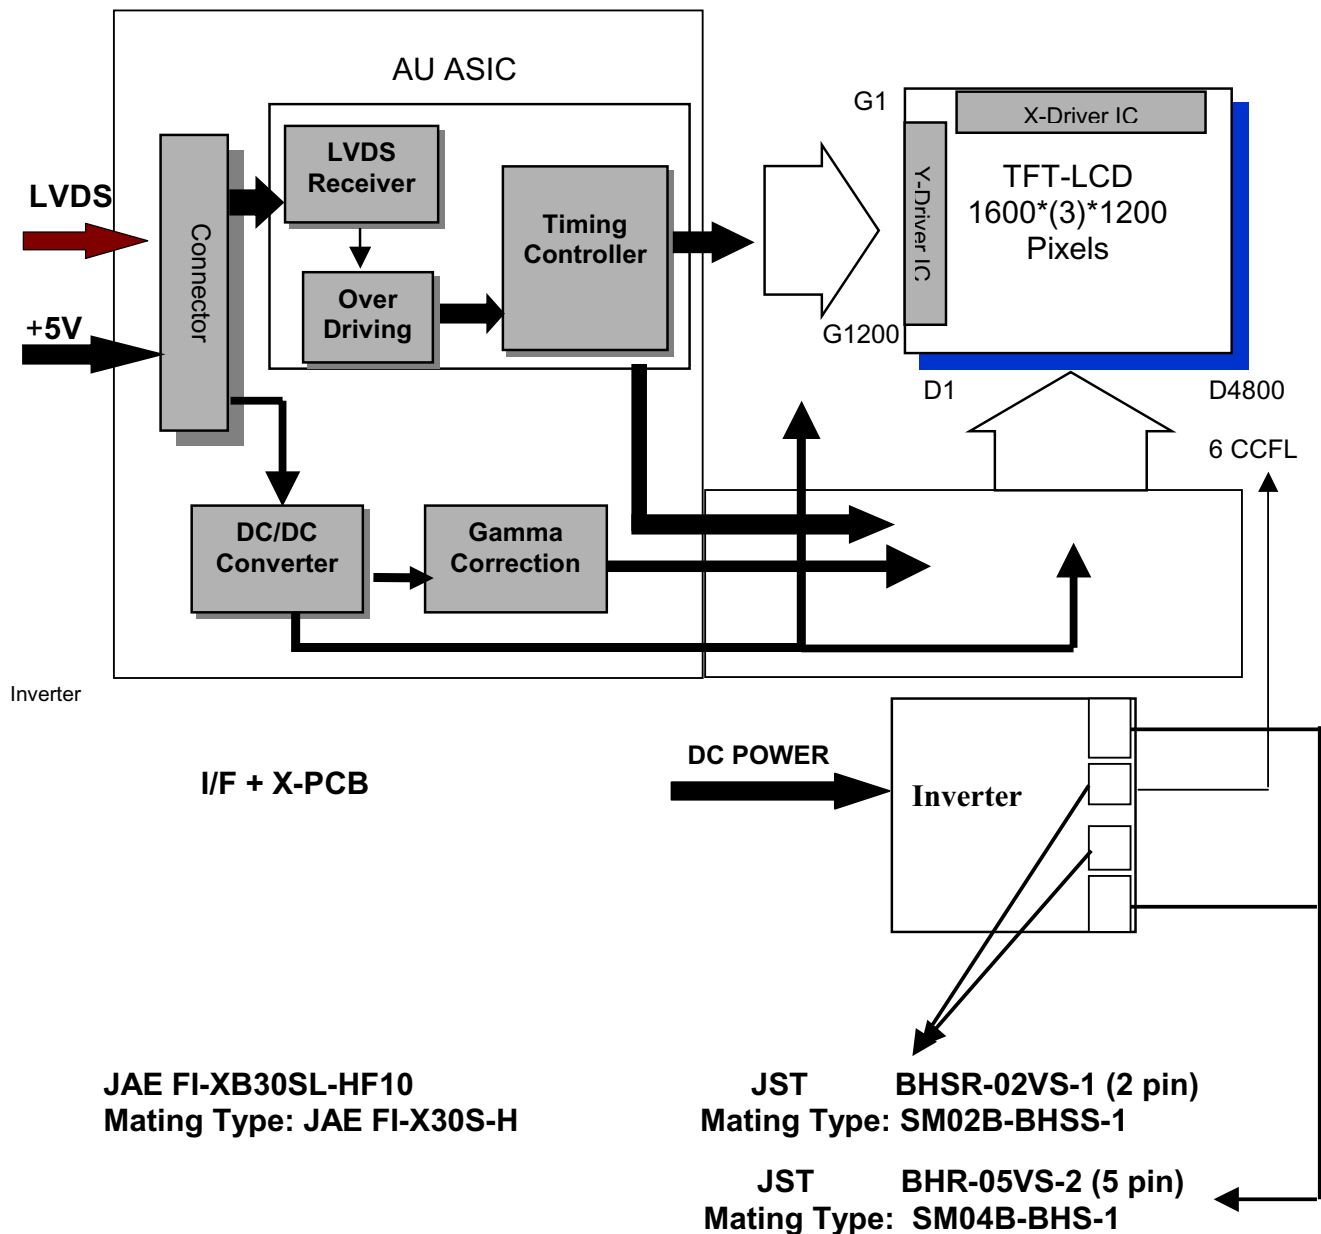 AU ASIC
G1
X-Driver IC
LVDS
Receiver
Y-Driver IC
TFT-LCD
1600*(3)*1200
Pixels
LVDS
Connector
Timing
Controller
Over
Driving
+5V
G1200
D1
D4800
6 CCFL
DC/DC
Converter
Gamma
Correction
Inverter
DC POWER
I/F + X-PCB
Inverter
JAE FI-XB30SL-HF10
Mating Type: JAE FI-X30S-H
JST BHSR-02VS-1 (2 pin)
Mating Type: SM02B-BHSS-1
JST BHR-05VS-2 (5 pin)
Mating Type: SM04B-BHS-1